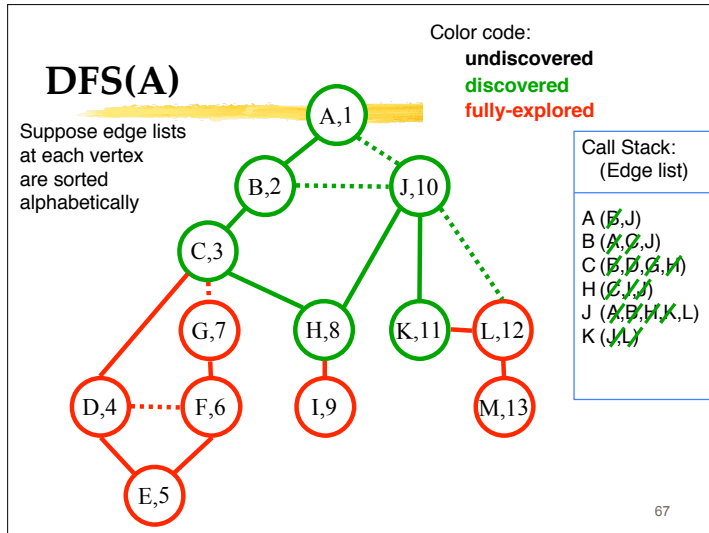 Color code:
undiscovered
discovered
fully-explored
DFS(A)
Suppose edge lists
at each vertex
are sorted
alphabetically
A,1
B,2
J,10
C,3
G,7
H,8
K,11
L,12
D,4
F,6
I,9
M,13
E,5
Call Stack:
(Edge list)
A (B,J)
B (A,C,J)
C (B,D,G,H)
H (C,I,J)
J (A,B,H,K,L)
K (J,L)
67